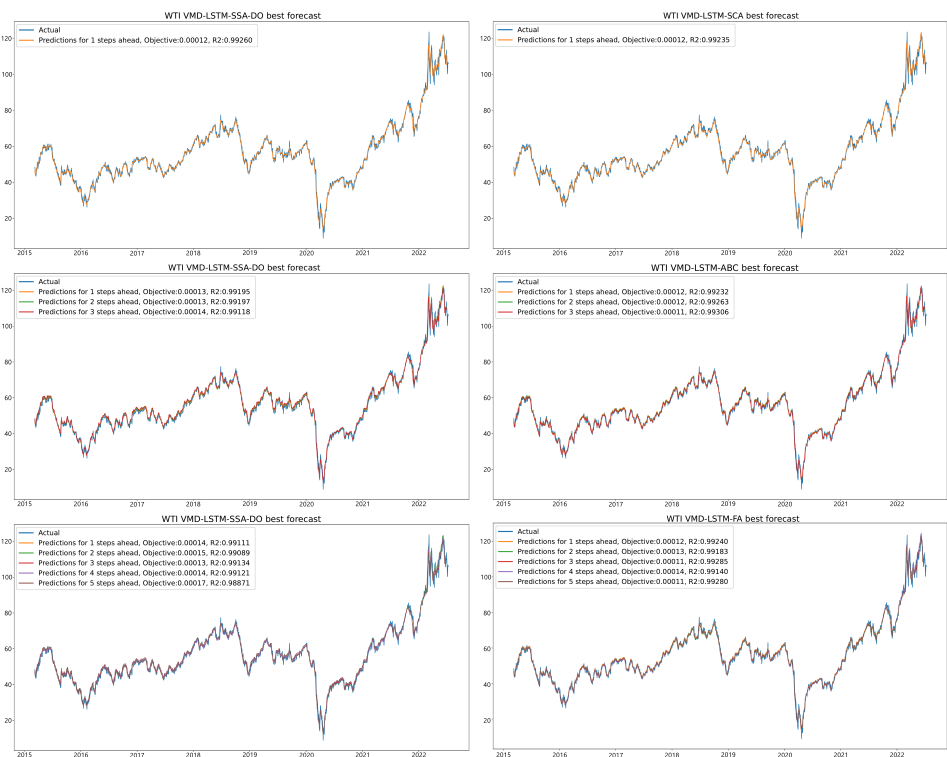 WTI VMD-LSTM-SSA-DO best forecast
Actual
Predictions for 1 steps ahead, Objective:0.00012, R2:0.99260
120
100
80
60
40
20
2015 2016 2017 2018 2019 2020 2021 2022
WTI VMD-LSTM-SCA best forecast
Actual
Predictions for 1 steps ahead, Objective:0.00012, R2:0.99235
120
100
80
60
40
20
2015 2016 2017 2018 2019 2020 2021 2022
WTI VMD-LSTM-SSA-DO best forecast
Actual
Predictions for 1 steps ahead, Objective:0.00013, R2:0.99195
Predictions for 2 steps ahead, Objective:0.00013, R2:0.99197
Predictions for 3 steps ahead, Objective:0.00014, R2:0.99118
120
100
80
60
40
20
2015 2016 2017 2018 2019 2020 2021 2022
WTI VMD-LSTM-ABC best forecast
Actual
Predictions for 1 steps ahead, Objective:0.00012, R2:0.99232
Predictions for 2 steps ahead, Objective:0.00012, R2:0.99263
Predictions for 3 steps ahead, Objective:0.00011, R2:0.99306
120
100
80
60
40
20
2015 2016 2017 2018 2019 2020 2021 2022
WTI VMD-LSTM-SSA-DO best forecast
Actual
Predictions for 1 steps ahead, Objective:0.00014, R2:0.99111
Predictions for 2 steps ahead, Objective:0.00015, R2:0.99089
Predictions for 3 steps ahead, Objective:0.00013, R2:0.99134
Predictions for 4 steps ahead, Objective:0.00014, R2:0.99121
Predictions for 5 steps ahead, Objective:0.00017, R2:0.98871
120
100
80
60
40
20
2015 2016 2017 2018 2019 2020 2021 2022
WTI VMD-LSTM-FA best forecast
Actual
Predictions for 1 steps ahead, Objective:0.00012, R2:0.99240
Predictions for 2 steps ahead, Objective:0.00013, R2:0.99183
Predictions for 3 steps ahead, Objective:0.00011, R2:0.99285
Predictions for 4 steps ahead, Objective:0.00014, R2:0.99140
Predictions for 5 steps ahead, Objective:0.00011, R2:0.99280
120
100
80
60
40
20
2015 2016 2017 2018 2019 2020 2021 2022